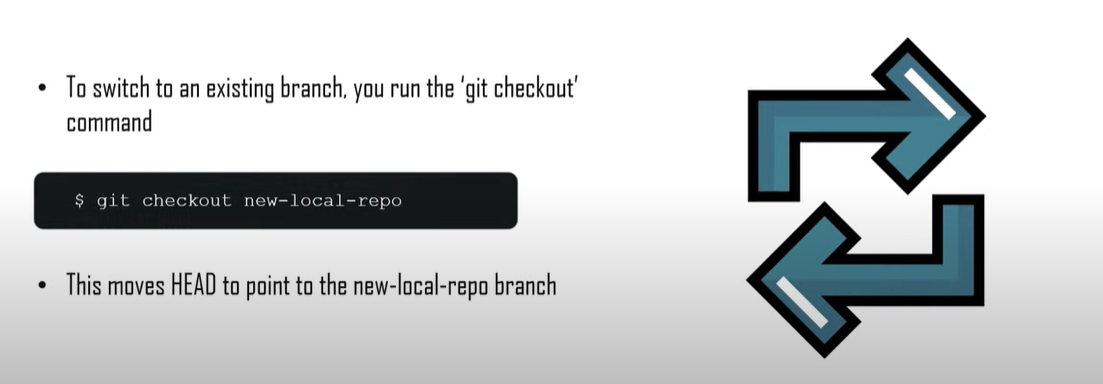 • To switch to an existing branch, you run the 'git checkout'
command
$ git checkout new-local-repo
• This moves HEAD to point to the new-local-repo branch